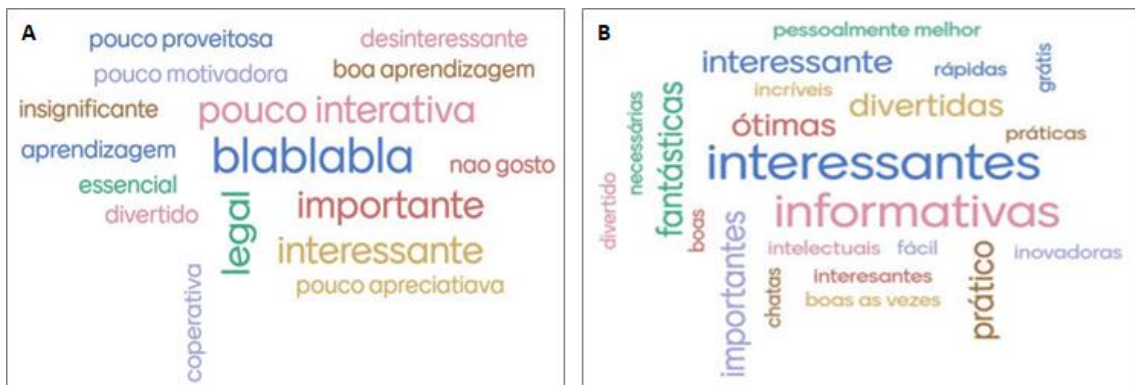 A
pouco proveitosa
desinteressante
pouco motivadora
boa aprendizagem
insignificante
pouco interativa
aprendizagem
blablabla
nao gosto
essencial
divertido
legal
importante
interessante
pouco apreciatiava
coperativa
B
pessoalmente melhor
interessante
rápidas
grátis
incríveis
divertidas
necessárias
fantásticas
ótimas
práticas
interessantes
divertido
boas
informativas
importantes
intelectuais
fácil
inovadoras
chatas
interesantes
prático
boas as vezes